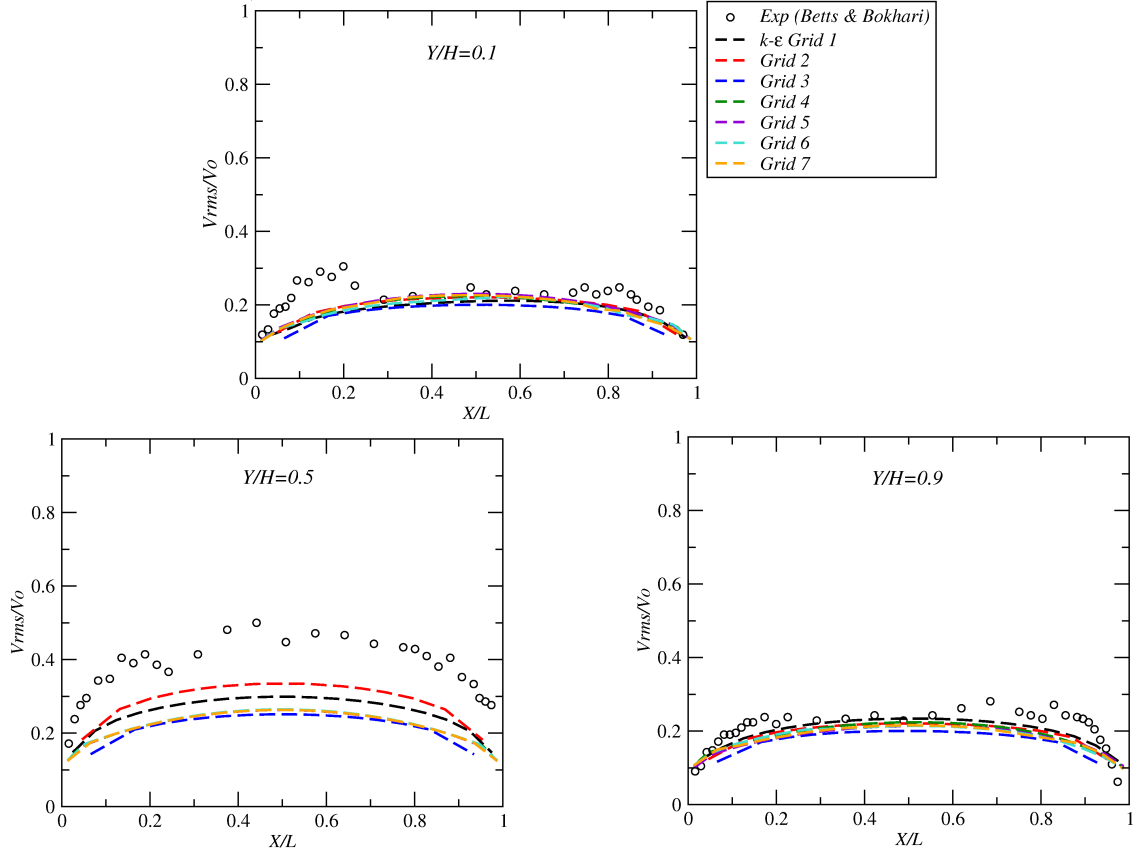 Y/H=0.1
1
0.8
0.6
0.4
0.2
0
Vrms/Vo
0 0.2 0.4 0.6 0.8 1
X/L
Exp (Betts & Bokhari)
k-ε Grid 1
Grid 2
Grid 3
Grid 4
Grid 5
Grid 6
Grid 7
Y/H=0.5
1
0.8
0.6
0.4
0.2
0
Vrms/Vo
0 0.2 0.4 0.6 0.8 1
X/L
Y/H=0.9
1
0.8
0.6
0.4
0.2
0
Vrms/Vo
0 0.2 0.4 0.6 0.8 1
X/L